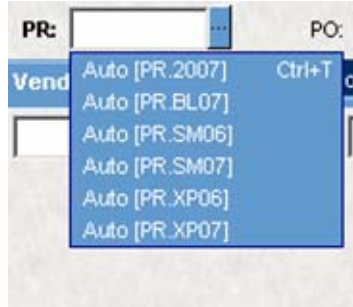 PR: ... PO:
Vend
Auto [PR.2007] Ctrl+T
Auto [PR.BL07]
Auto [PR.SM06]
Auto [PR.SM07]
Auto [PR.XP06]
Auto [PR.XP07]